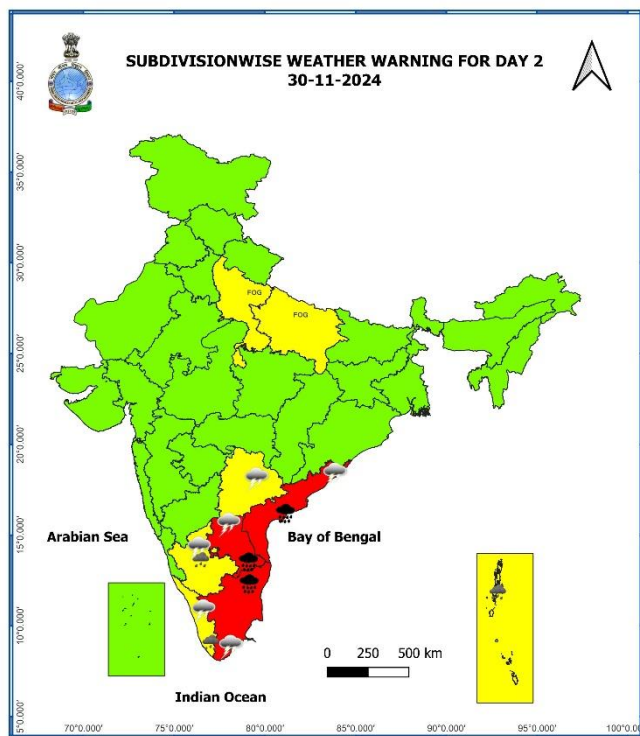 SUBDIVISIONWISE WEATHER WARNING FOR DAY 2
30-11-2024
40°0.000'
35°0.000'
30°0.000'
FOG
FOG
25°0.000'
20°0.000'
Arabian Sea
Bay of Bengal
15°0.000'
10°0.000'
0 250 500 km
Indian Ocean
5°0.000'
70°0.000' 75°0.000' 80°0.000' 85°0.000' 90°0.000' 95°0.000' 100°0.000'